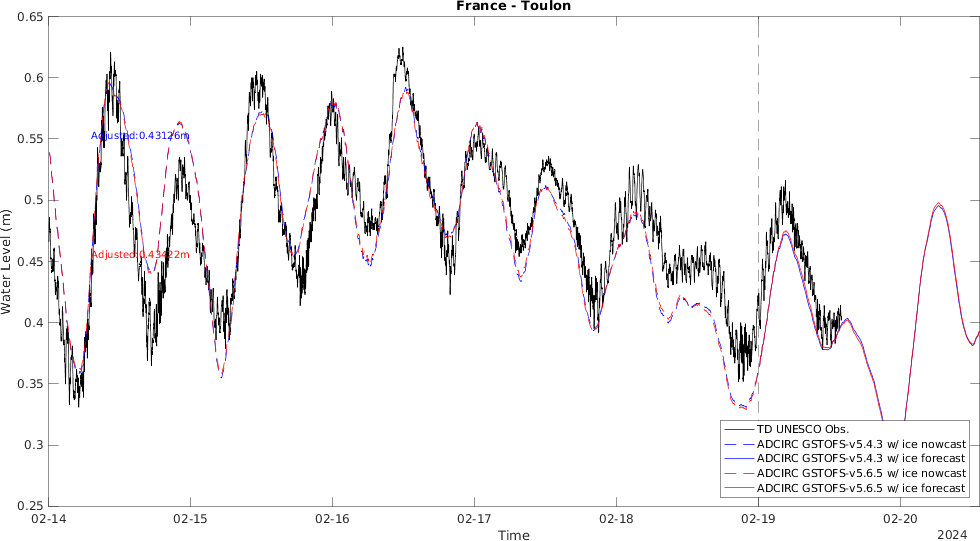 France - Toulon
0.65
0.6
0.55
0.5
0.45
0.4
0.35
0.3
0.25
Water Level (m)
Adjusted:0.43126m
Adjusted:0.43422m
TD UNESCO Obs.
ADCIRC GSTOFS-v5.4.3 w/ ice nowcast
ADCIRC GSTOFS-v5.4.3 w/ ice forecast
ADCIRC GSTOFS-v5.6.5 w/ ice nowcast
ADCIRC GSTOFS-v5.6.5 w/ ice forecast
02-14 02-15 02-16 02-17 02-18 02-19 02-20
Time
2024